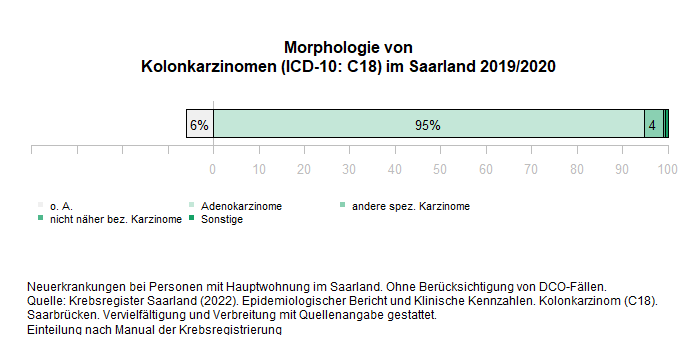 Morphologie von
Kolonkarzinomen (ICD-10: C18) im Saarland 2019/2020
6% 95% 4
0 10 20 30 40 50 60 70 80 90 100
o. A. Adenokarzinome andere spez. Karzinome
nicht näher bez. Karzinome Sonstige
Neuerkrankungen bei Personen mit Hauptwohnung im Saarland. Ohne Berücksichtigung von DCO-Fällen.
Quelle: Krebsregister Saarland (2022). Epidemiologischer Bericht und Klinische Kennzahlen. Kolonkarzinom (C18).
Saarbrücken. Vervielfältigung und Verbreitung mit Quellenangabe gestattet.
Einteilung nach Manual der Krebsregistrierung